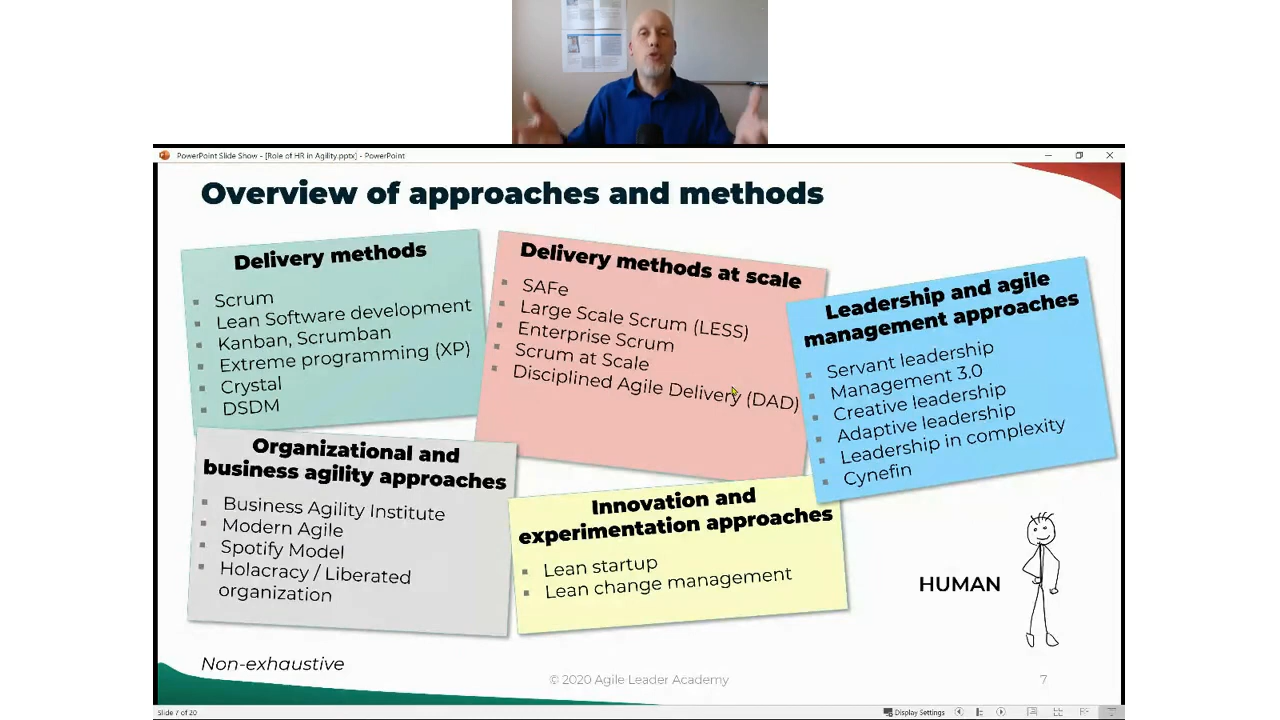 PowerPoint Slide Show - [Role of HR in Agility.pptx] - PowerPoint
Overview of approaches and methods
Delivery methods
Scrum
Lean Software development
Kanban, Scrumban
Extreme programming (XP)
Crystal
DSDM
Delivery methods at scale
SAFe
Large Scale Scrum (LESS)
Enterprise Scrum
Scrum at Scale
Disciplined Agile Delivery (DAD)
Leadership and agile
management approaches
Servant leadership
Management 3.0
Creative leadership
Adaptive leadership
Leadership in complexity
Cynefin
Organizational and
business agility approaches
Business Agility Institute
Modern Agile
Spotify Model
Holacracy / Liberated
organization
Innovation and
experimentation approaches
Lean startup
Lean change management
HUMAN
Non-exhaustive
© 2020 Agile Leader Academy
7
Slide 7 of 20
Display Settings